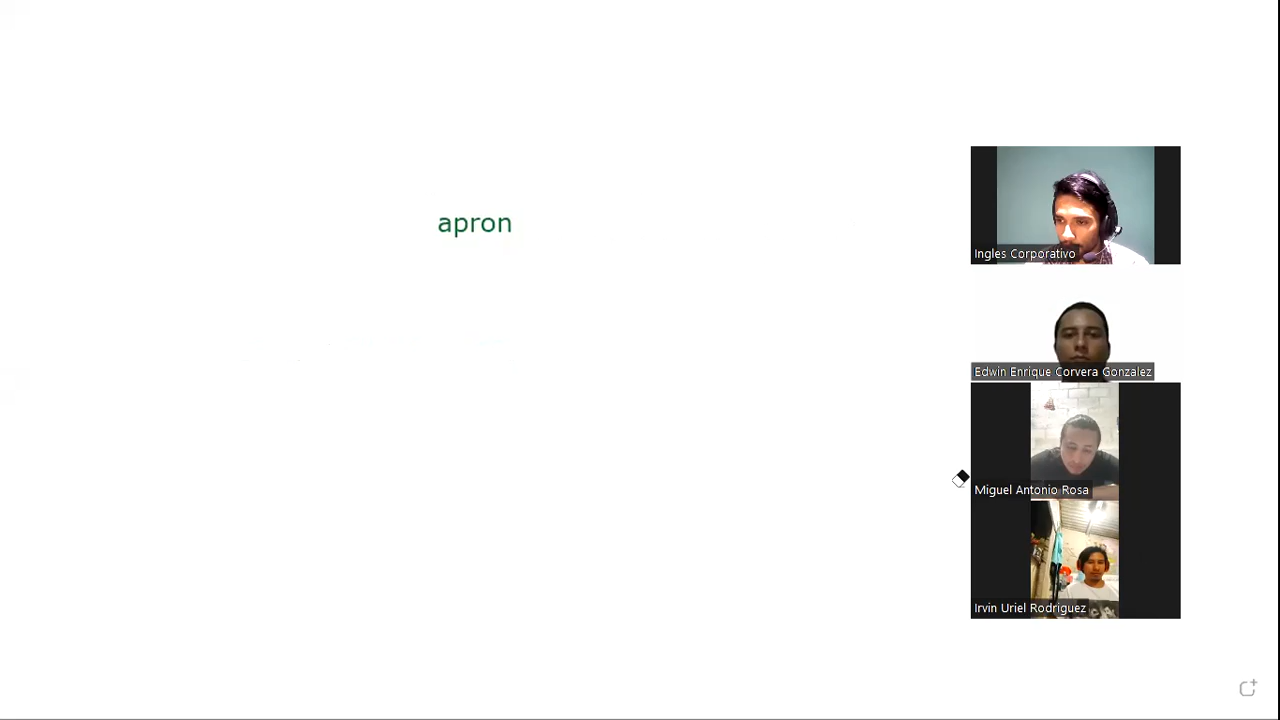 apron
Ingles Corporativo
Edwin Enrique Corvera Gonzalez
Miguel Antonio Rosa
Irvin Uriel Rodriguez